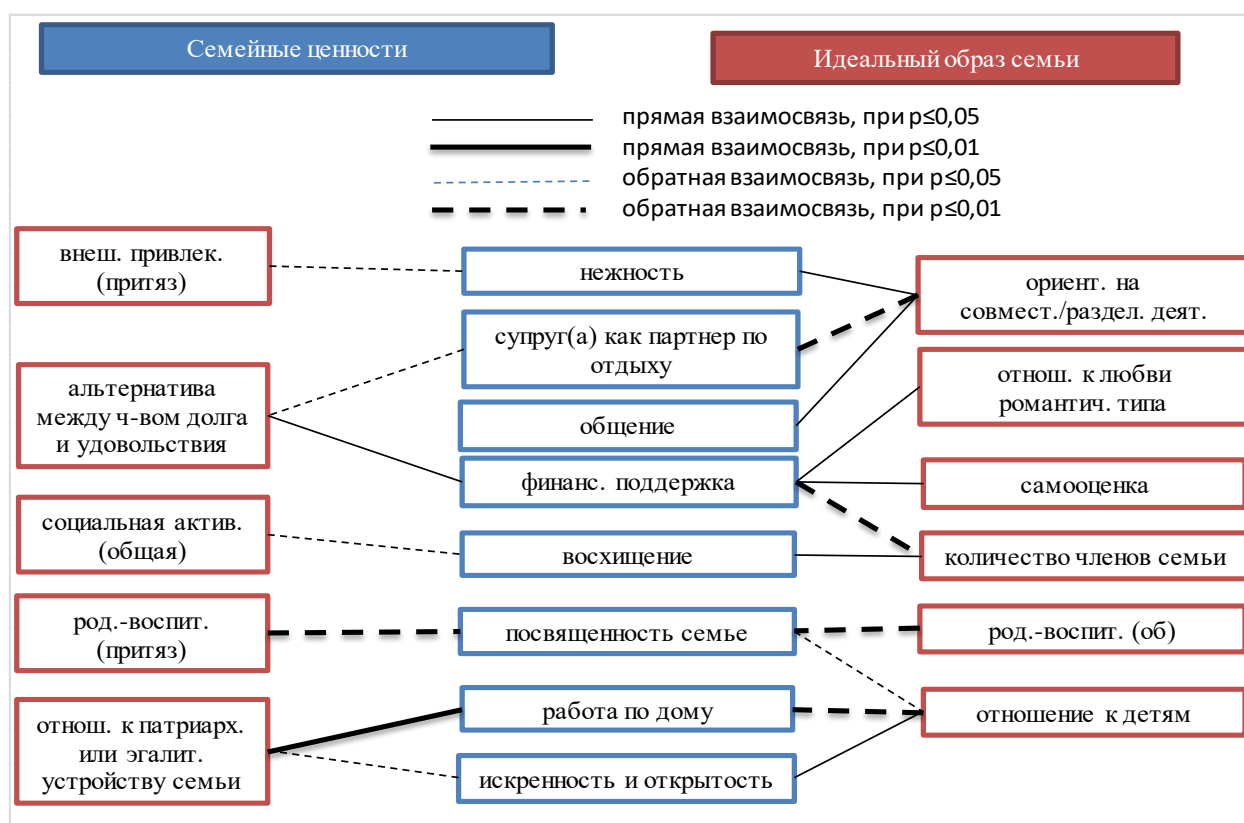 Семейные ценности
Идеальный образ семьи
прямая взаимосвязь, при p≤0,05
прямая взаимосвязь, при p≤0,01
обратная взаимосвязь, при p≤0,05
обратная взаимосвязь, при p≤0,01
внеш. привлек.
(притяз)
альтернатива
между ч-вом долга
и удовольствия
социальная актив.
(общая)
род.-воспит.
(притяз)
отнош. к патриарх.
или эгалит.
устройству семьи
нежность
супруг(а) как партнер по
отдыху
общение
финанс. поддержка
восхищение
посвященность семье
работа по дому
искренность и открытость
ориент. на
совмест./раздел. деят.
отнош. к любви
романтич. типа
самооценка
количество членов семьи
род.-воспит. (об)
отношение к детям